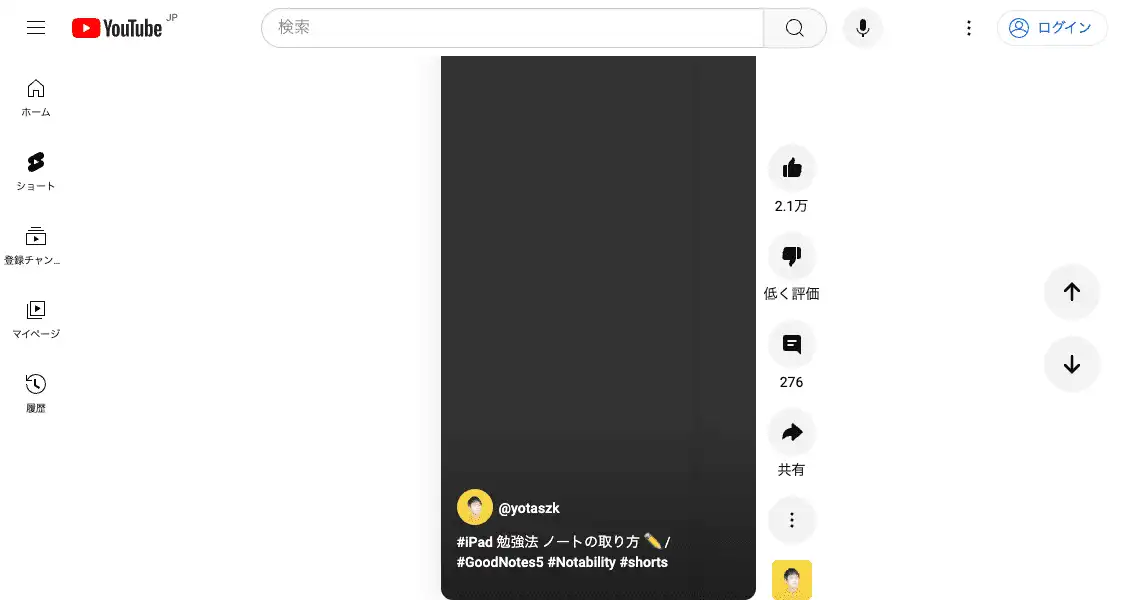 YouTube JP
検索
ログイン
ホーム
ショート
登録チャン...
マイページ
履歴
2.1万
低く評価
276
共有
@yotaszk
#iPad 勉強法 ノートの取り方 ✏️ /
#GoodNotes5 #Notability #shorts